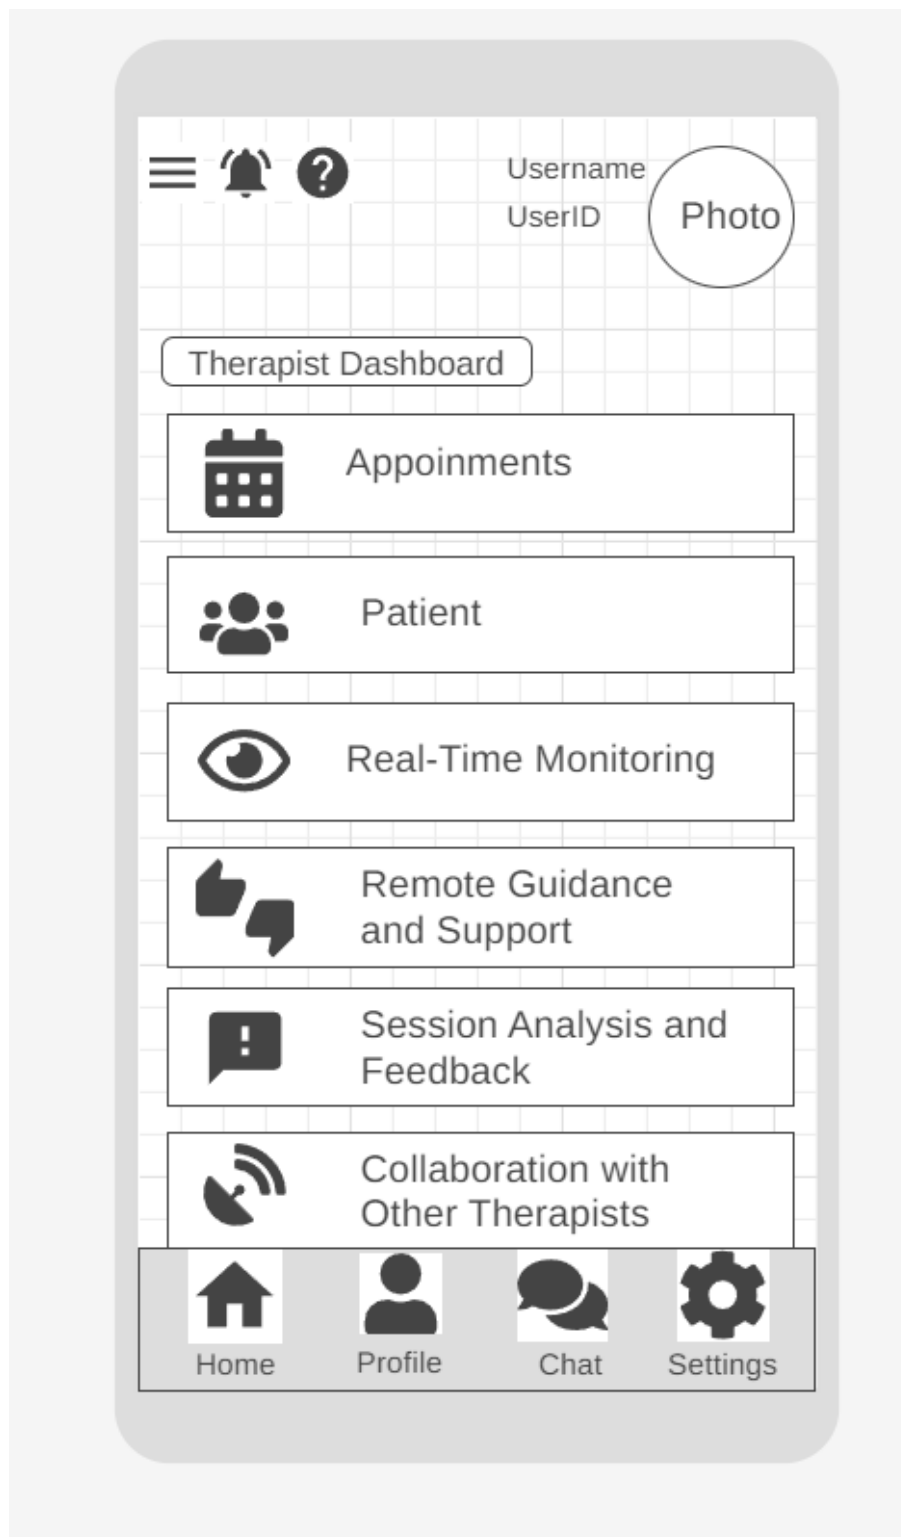 Username
UserID
Photo
Therapist Dashboard
Appoinments
Patient
Real-Time Monitoring
Remote Guidance
and Support
Session Analysis and
Feedback
Collaboration with
Other Therapists
Home
Profile
Chat
Settings